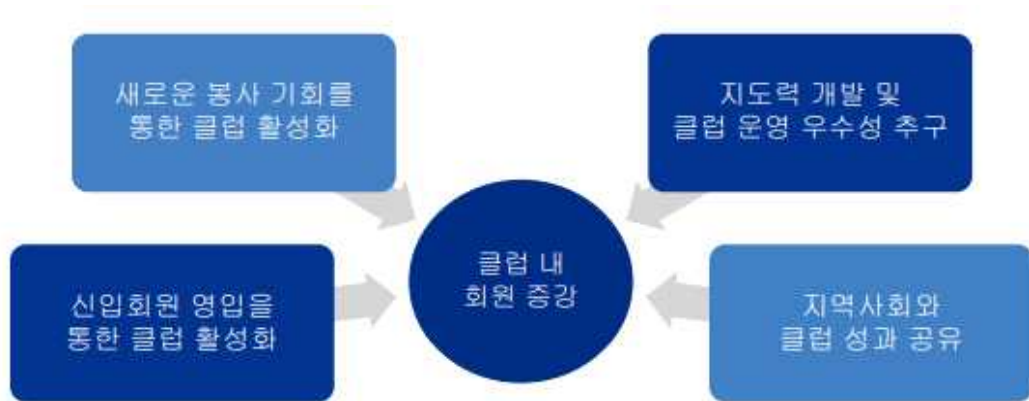 새로운 봉사 기회를
통한 클럽 활성화
지도력 개발 및
클럽 운영 우수성 추구
클럽 내
회원 증강
신입회원 영입을
통한 클럽 활성화
지역사회와
클럽 성과 공유